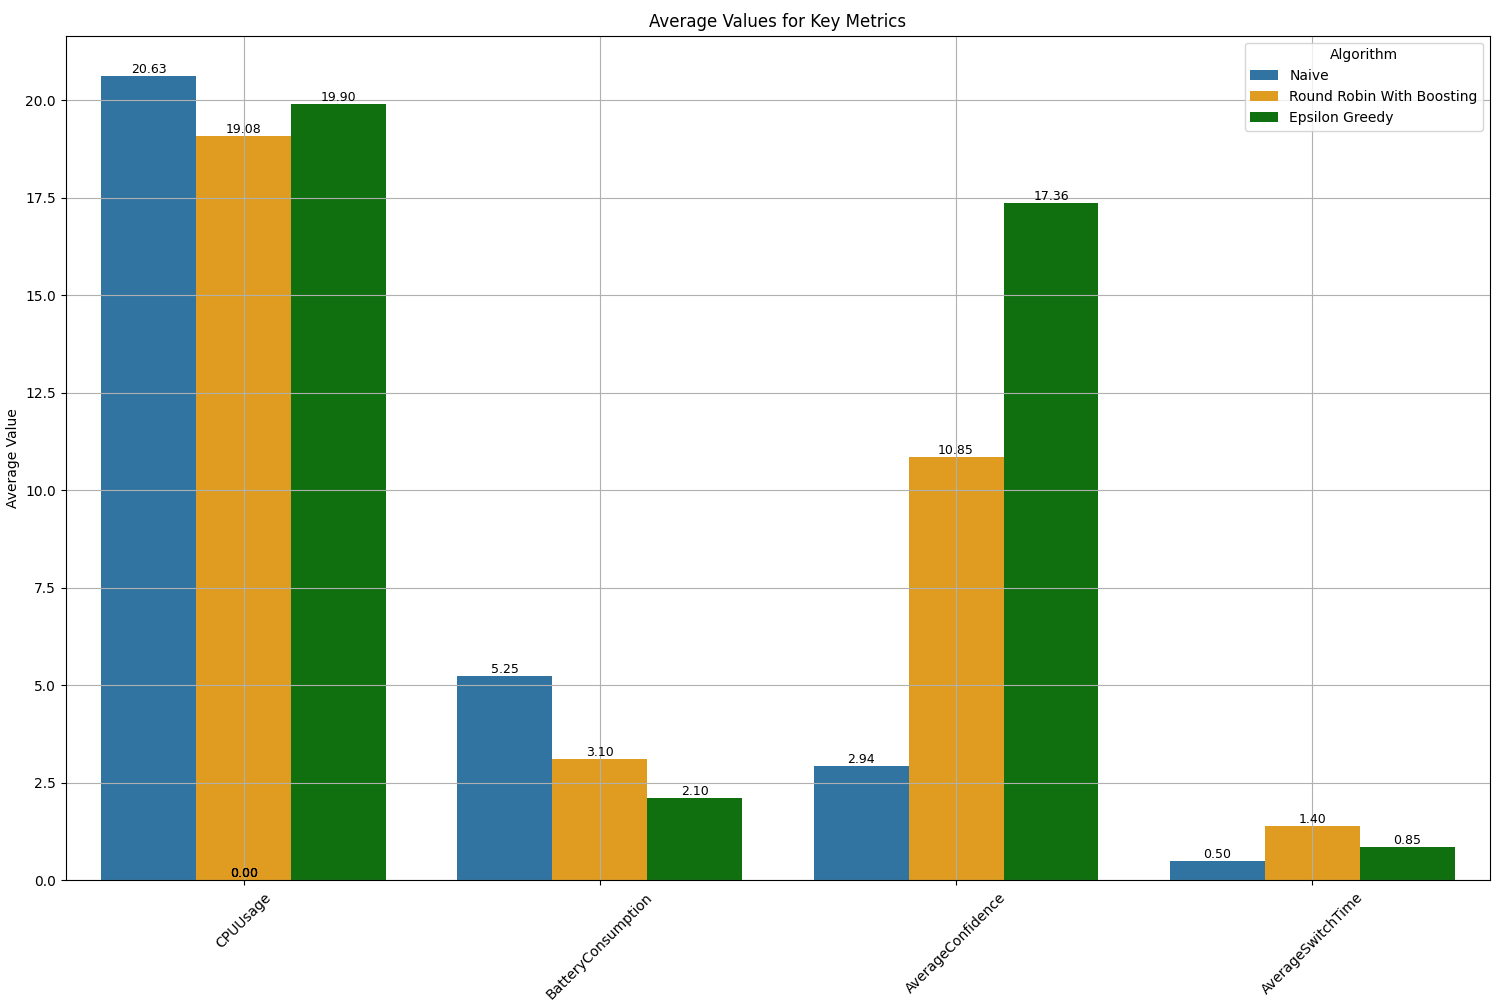 Average Values for Key Metrics
Average Value
20.0
17.5
15.0
12.5
10.0
7.5
5.0
2.5
0.0
20.63
19.08
19.90
0.00
5.25
3.10
2.10
2.94
10.85
17.36
0.50
1.40
0.85
Algorithm
Naive
Round Robin With Boosting
Epsilon Greedy
CPUUsage
BatteryConsumption
AverageConfidence
AverageSwitchTime